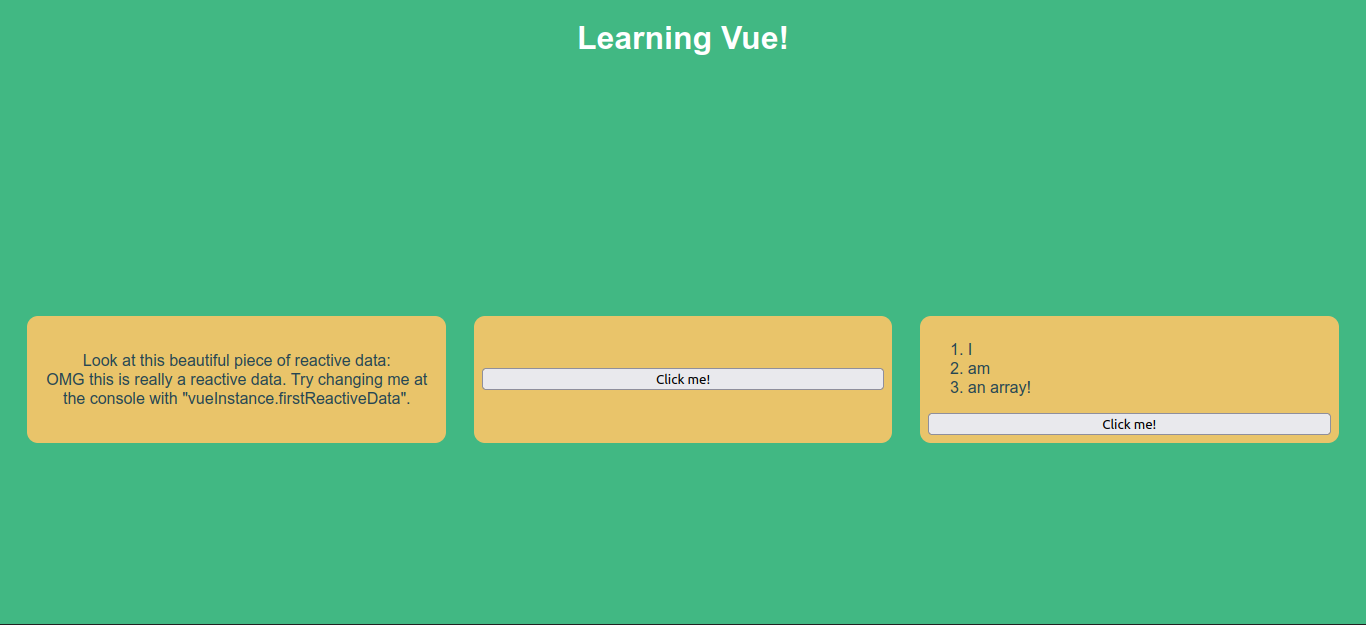 Learning Vue!
Look at this beautiful piece of reactive data:
OMG this is really a reactive data. Try changing me at
the console with "vueInstance.firstReactiveData".
Click me!
1. I
2. am
3. an array!
Click me!